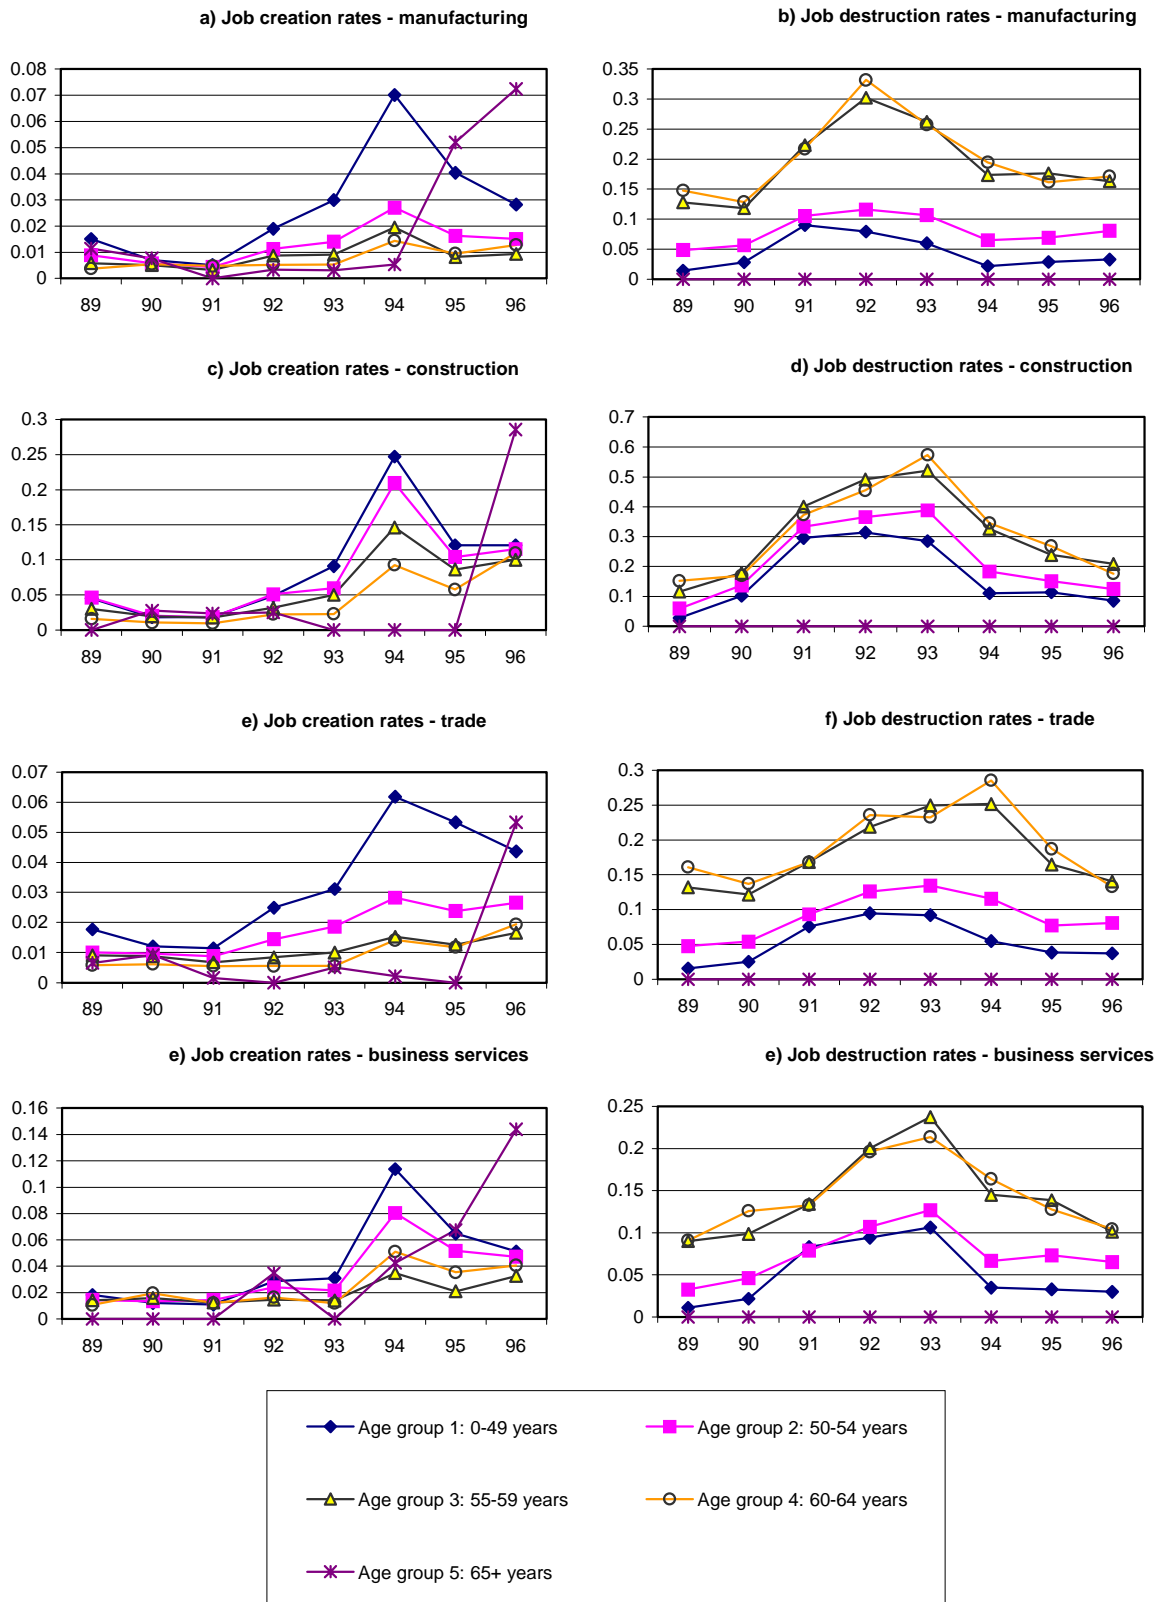 a) Job creation rates - manufacturing
0.08
0.07
0.06
0.05
0.04
0.03
0.02
0.01
0
89 90 91 92 93 94 95 96
b) Job destruction rates - manufacturing
0.35
0.3
0.25
0.2
0.15
0.1
0.05
0
89 90 91 92 93 94 95 96
c) Job creation rates - construction
0.3
0.25
0.2
0.15
0.1
0.05
0
89 90 91 92 93 94 95 96
d) Job destruction rates - construction
0.7
0.6
0.5
0.4
0.3
0.2
0.1
0
89 90 91 92 93 94 95 96
e) Job creation rates - trade
0.07
0.06
0.05
0.04
0.03
0.02
0.01
0
89 90 91 92 93 94 95 96
f) Job destruction rates - trade
0.3
0.25
0.2
0.15
0.1
0.05
0
89 90 91 92 93 94 95 96
e) Job creation rates - business services
0.16
0.14
0.12
0.1
0.08
0.06
0.04
0.02
0
89 90 91 92 93 94 95 96
e) Job destruction rates - business services
0.25
0.2
0.15
0.1
0.05
0
89 90 91 92 93 94 95 96
Age group 1: 0-49 years
Age group 2: 50-54 years
Age group 3: 55-59 years
Age group 4: 60-64 years
Age group 5: 65+ years